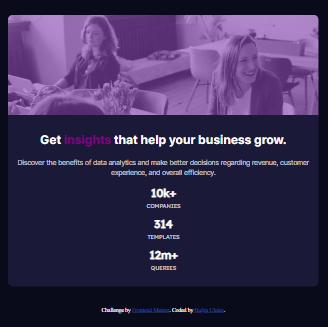 Get insights that help your business grow.
Discover the benefits of data analytics and make better decisions regarding revenue, customer
experience, and overall efficiency.
10k+
COMPANIES
314
TEMPLATES
12m+
QUERIES
Challenge by Frontend Mentor. Coded by